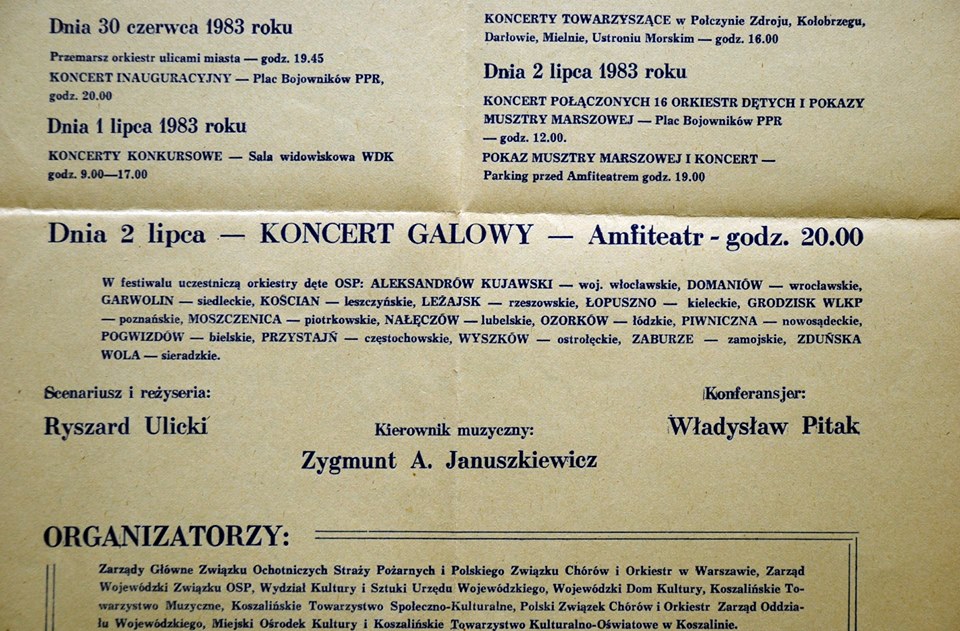 Dnia 30 czerwca 1983 roku
Przemarsz orkiestr ulicami miasta — godz. 19.45
KONCERT INAUGURACYJNY — Plac Bojowników PPR,
godz. 20.00
Dnia 1 lipca 1983 roku
KONCERTY KONKURSOWE — Sala widowiskowa WDK
godz. 9.00—17.00
KONCERTY TOWARZYSZĄCE w Połczynie Zdroju, Kołobrzegu,
Darłowie, Mielnie, Ustroniu Morskim — godz. 16.00
Dnia 2 lipca 1983 roku
KONCERT POŁĄCZONYCH 16 ORKIESTR DĘTYCH I POKAZY
MUSZTRY MARSZOWEJ — Plac Bojowników PPR
— godz. 12.00.
POKAZ MUSZTRY MARSZOWEJ I KONCERT —
Parking przed Amfiteatrem godz. 19.00
Dnia 2 lipca — KONCERT GALOWY — Amfiteatr - godz. 20.00
W festiwalu uczestniczą orkiestry dęte OSP: ALEKSANDRÓW KUJAWSKI — woj. włocławskie, DOMANIÓW — wrocławskie,
GARWOLIN — siedleckie, KOŚCIAN — leszczyńskie, LEŻAJSK — rzeszowskie, ŁOPUSZNO — kieleckie, GRODZISK WLKP
— poznańskie, MOSZCZENICA — piotrkowskie, NAŁĘCZÓW — lubelskie, OZORKÓW — łódzkie, PIWNICZNA — nowosądeckie,
POGWIZDÓW — bielskie, PRZYSTAJŃ — częstochowskie, WYSZKÓW — ostrołęckie, ZABURZE — zamojskie, ZDUŃSKA
WOLA — sieradzkie.
Scenariusz i reżyseria:
Ryszard Ulicki
Kierownik muzyczny:
Zygmunt A. Januszkiewicz
Konferansjer:
Władysław Pitak
ORGANIZATORZY:
Zarządy Główne Związku Ochotniczych Straży Pożarnych i Polskiego Związku Chórów i Orkiestr w Warszawie, Zarząd
Wojewódzki Związku OSP, Wydział Kultury i Sztuki Urzędu Wojewódzkiego, Wojewódzki Dom Kultury, Koszalińskie To-
warzystwo Muzyczne, Koszalińskie Towarzystwo Społeczno-Kulturalne, Polski Związek Chórów i Orkiestr Zarząd Oddzia-
łu Wojewódzkiego, Miejski Ośrodek Kultury i Koszalińskie Towarzystwo Kulturalno-Oświatowe w Koszalinie.